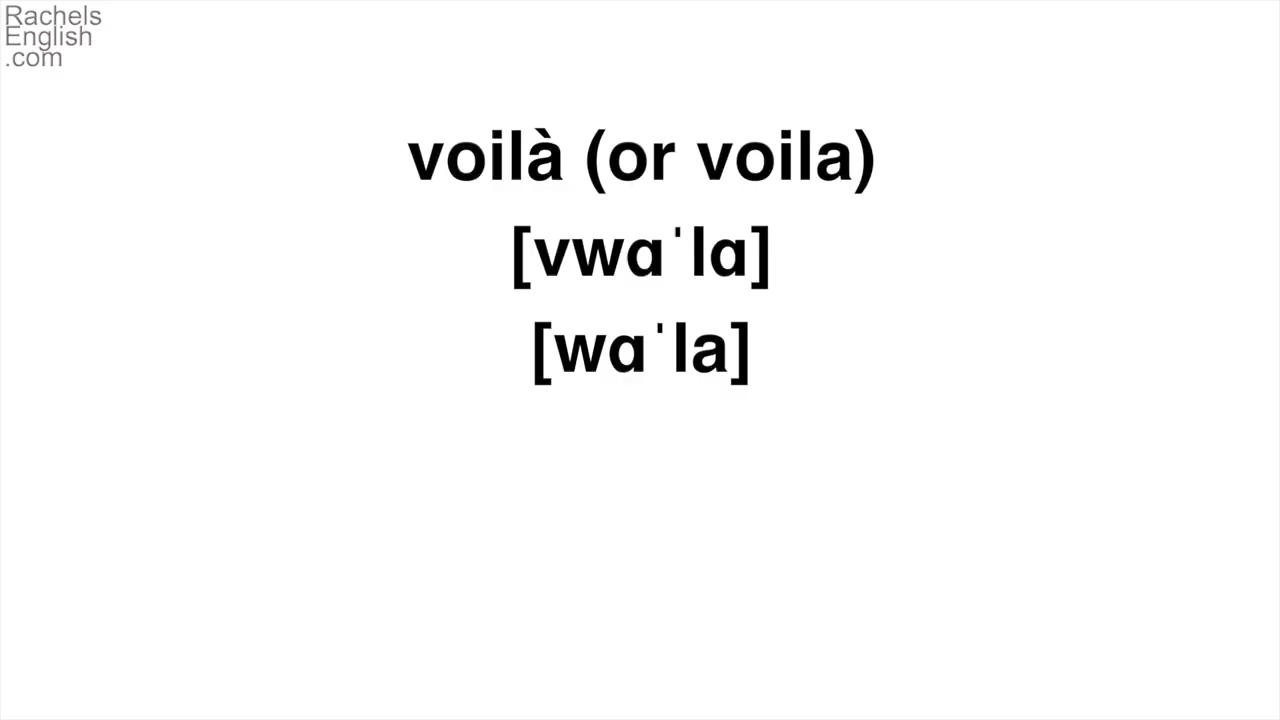 Rachels
English
.com
voilà (or voila)
[vwɑˈlɑ]
[wɑˈla]